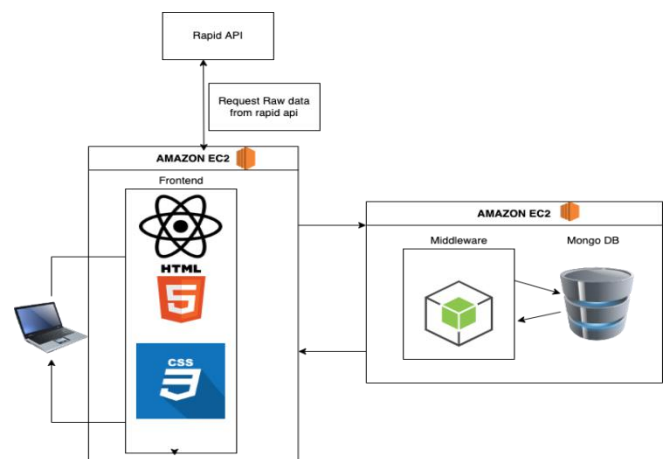 Rapid API
Request Raw data
from rapid api
AMAZON EC2
Frontend
HTML
5
CSS
3
AMAZON EC2
Middleware
Mongo DB